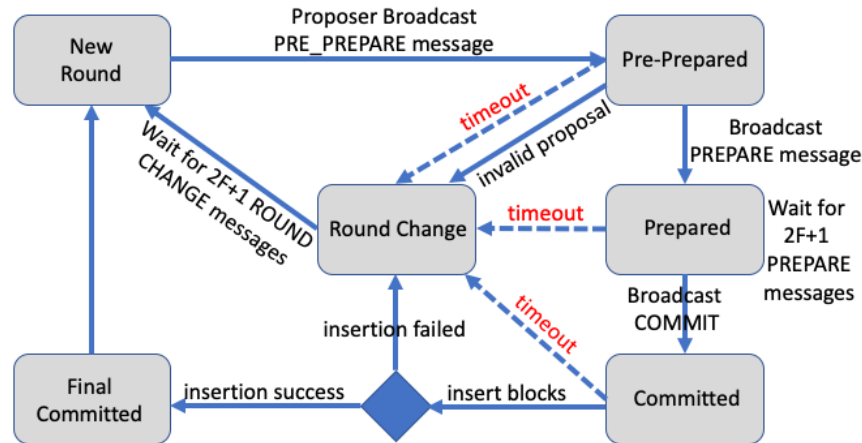 Proposer Broadcast
PRE_PREPARE message
New
Round
Pre-Prepared
timeout
invalid proposal
Broadcast
PREPARE message
Wait for 2F+1 ROUND
CHANGE messages
Round Change
timeout
Prepared
Wait for
2F+1
PREPARE
messages
Broadcast
COMMIT
timeout
insertion failed
Final
Committed
insertion success
insert blocks
Committed